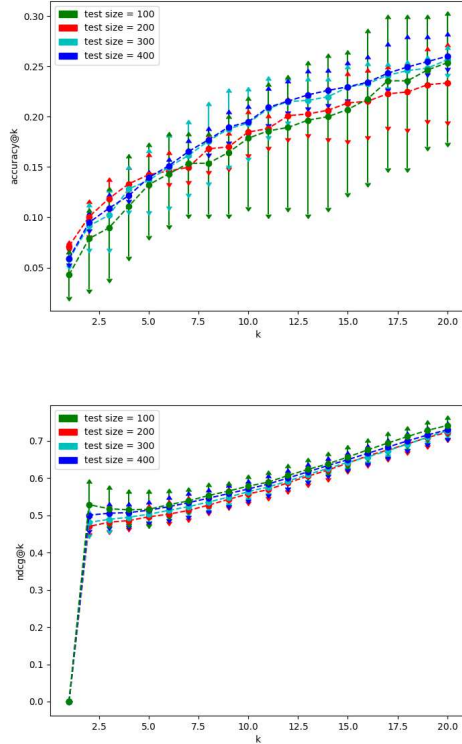 test size = 100
test size = 200
test size = 300
test size = 400
0.30
0.25
0.20
0.15
0.10
0.05
accuracy@k
2.5 5.0 7.5 10.0 12.5 15.0 17.5 20.0
k
test size = 100
test size = 200
test size = 300
test size = 400
0.7
0.6
0.5
0.4
0.3
0.2
0.1
0.0
ndcg@k
2.5 5.0 7.5 10.0 12.5 15.0 17.5 20.0
k